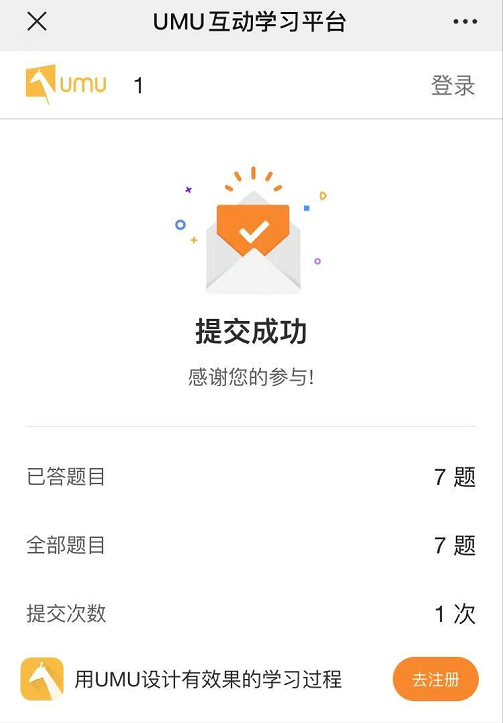 UMU互动学习平台
umu 1 登录
提交成功
感谢您的参与!
已答题目 7 题
全部题目 7 题
提交次数 1 次
用UMU设计有效果的学习过程 去注册